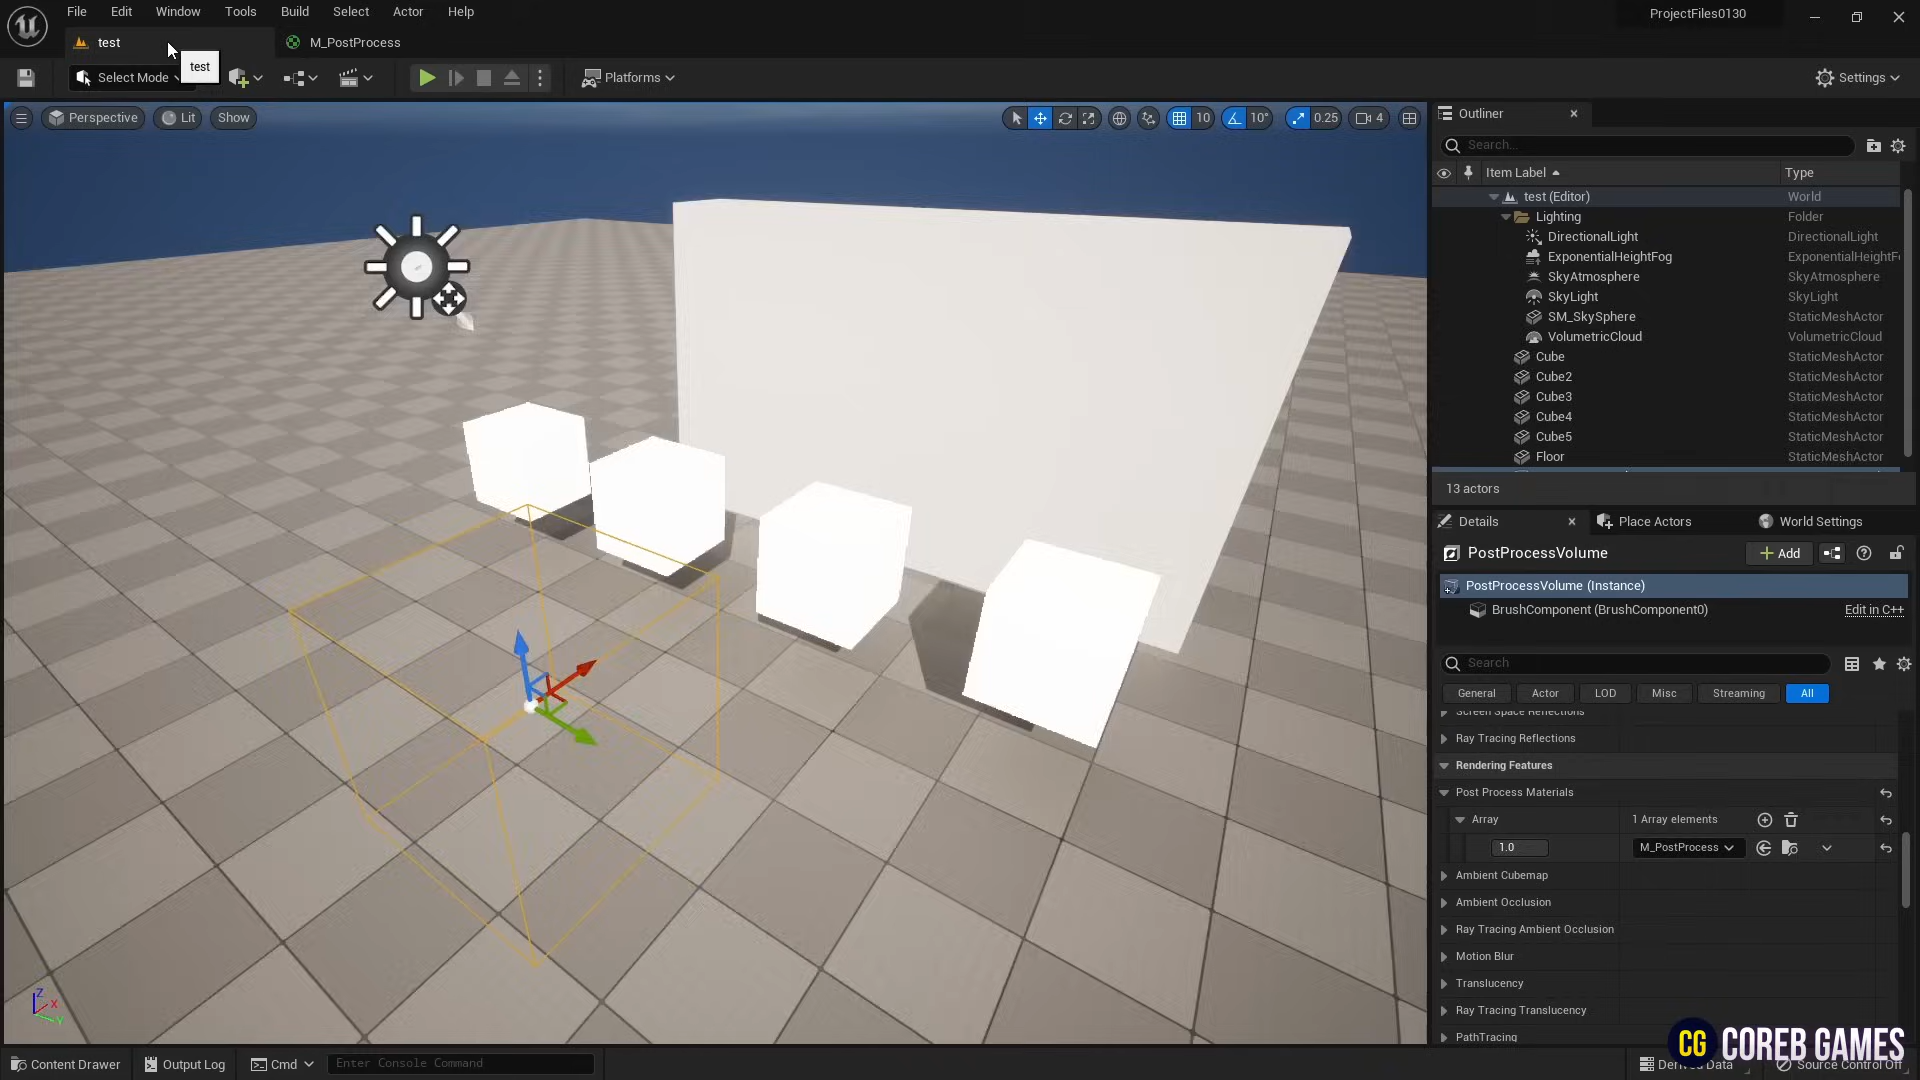 File Edit Window Tools Build Select Actor Help
ProjectFiles0130
test
M_PostProcess
Select Mode
test
Platforms
Settings
Perspective Lit Show
10 10° 0.25 4
Outliner
Search...
Item Label Type
test (Editor) World
Lighting Folder
DirectionalLight DirectionalLight
ExponentialHeightFog ExponentialHeightF
SkyAtmosphere SkyAtmosphere
SkyLight SkyLight
SM_SkySphere StaticMeshActor
VolumetricCloud VolumetricCloud
Cube StaticMeshActor
Cube2 StaticMeshActor
Cube3 StaticMeshActor
Cube4 StaticMeshActor
Cube5 StaticMeshActor
Floor StaticMeshActor
13 actors
Details Place Actors World Settings
PostProcessVolume Add
PostProcessVolume (Instance)
BrushComponent (BrushComponent0) Edit in C++
Search
General Actor LOD Misc Streaming All
Screen Space Reflections
Ray Tracing Reflections
Rendering Features
Post Process Materials
Array 1 Array elements
1.0 M_PostProcess
Ambient Cubemap
Ambient Occlusion
Ray Tracing Ambient Occlusion
Motion Blur
Translucency
Ray Tracing Translucency
PathTracing
Z X Y
CG COREB GAMES
Content Drawer Output Log Cmd Enter Console Command
Derived Data Source Control Off